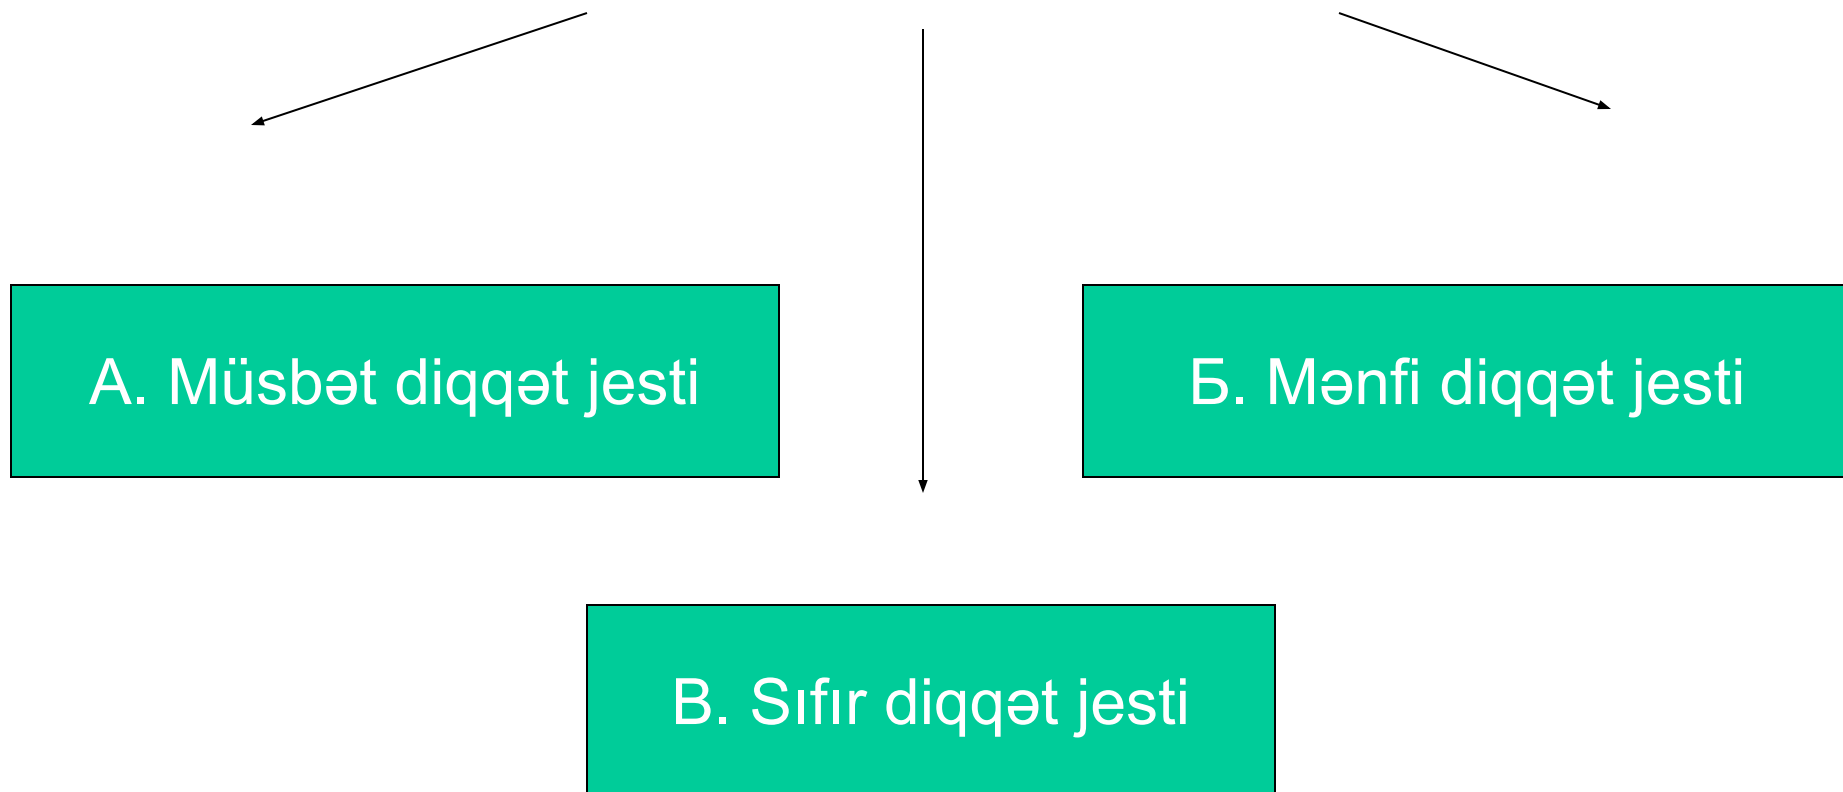 А. Müsbət diqqət jesti
Б. Mənfi diqqət jesti
В. Sıfır diqqət jesti